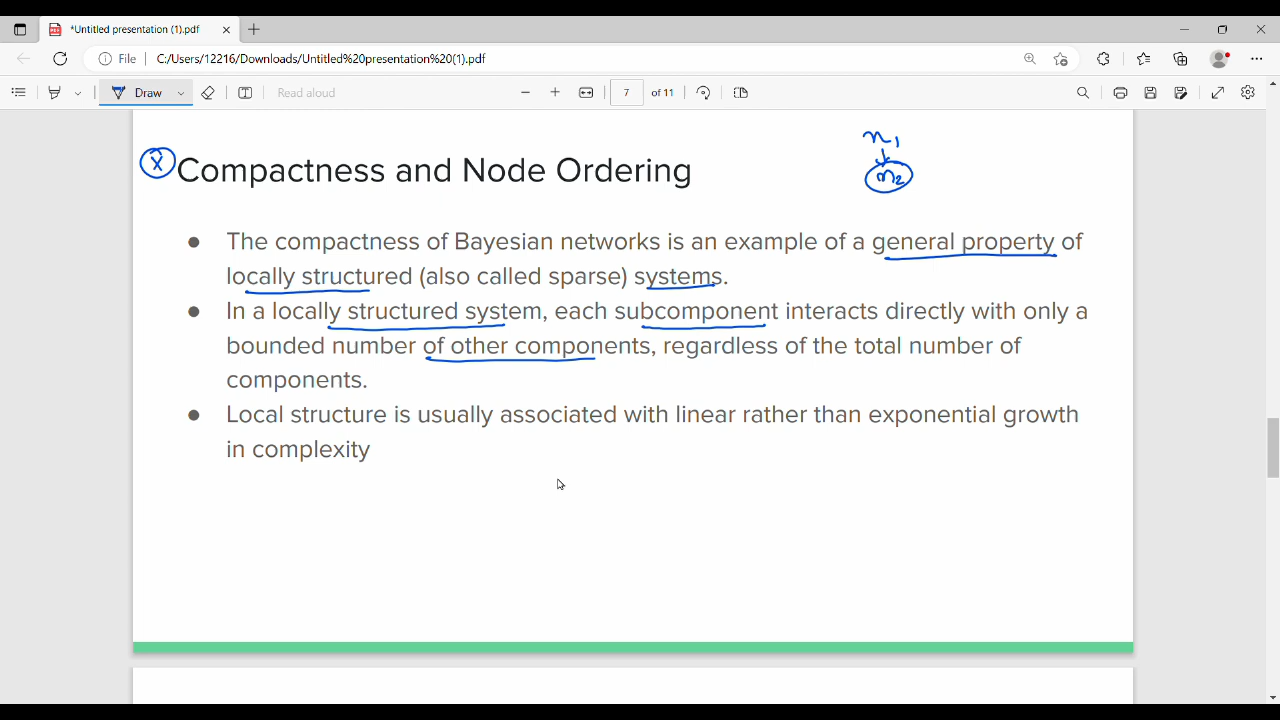 *Untitled presentation (1).pdf
File
C:/Users/12216/Downloads/Untitled%20presentation%20(1).pdf
Draw
Read aloud
7
of 11
n1
n2
X
Compactness and Node Ordering
● The compactness of Bayesian networks is an example of a general property of
locally structured (also called sparse) systems.
● In a locally structured system, each subcomponent interacts directly with only a
bounded number of other components, regardless of the total number of
components.
● Local structure is usually associated with linear rather than exponential growth
in complexity